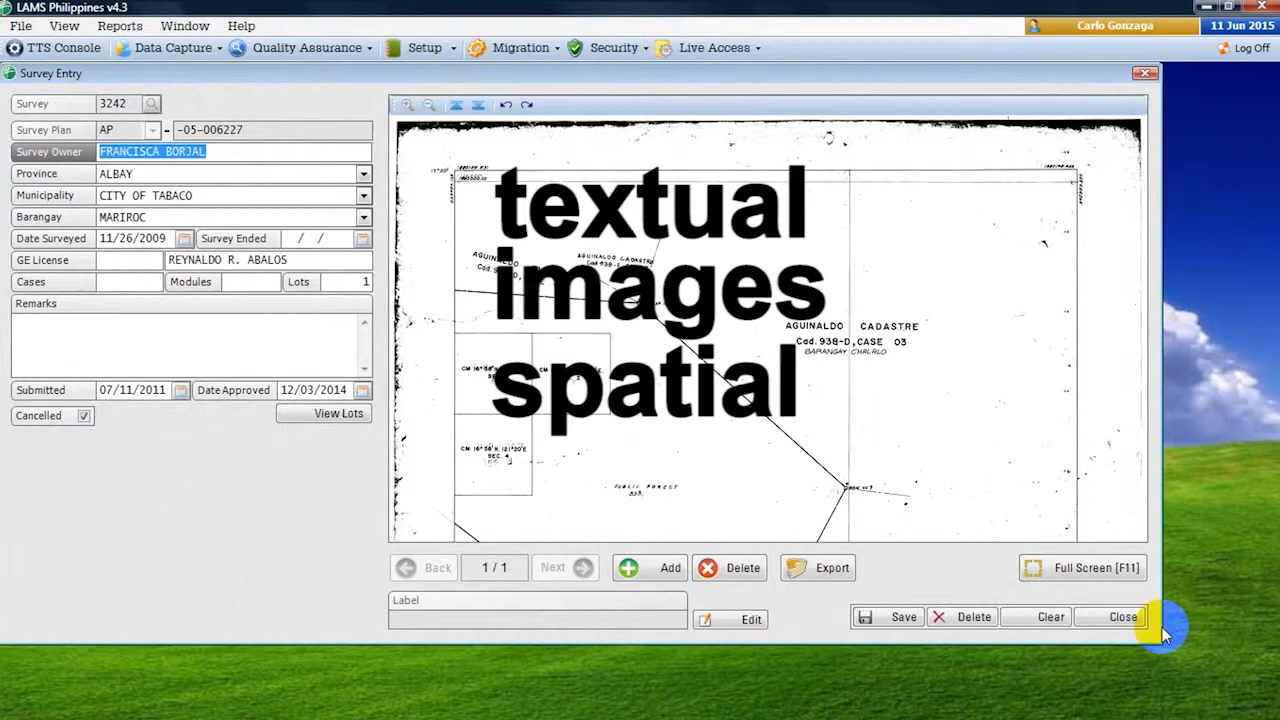 LAMS Philippines v4.3
File View Reports Window Help
Carlo Gonzaga 11 Jun 2015
TTS Console Data Capture Quality Assurance Setup Migration Security Live Access Log Off
Survey Entry
Survey 3242
Survey Plan AP - -05-006227
Survey Owner FRANCISCA BORJAL
Province ALBAY
Municipality CITY OF TABACO
Barangay MARIROC
Date Surveyed 11/26/2009 Survey Ended / /
GE License REYNALDO R. ABALOS
Cases Modules Lots 1
Remarks
Submitted 07/11/2011 Date Approved 12/03/2014
Cancelled View Lots
textual
images
spatial
AGUINALDO
AGUINALDO CADASTRE
AGUINALDO CADASTRE
Cad. 938-D, CASE 03
BARANGAY CHALALO
SEC. 4
PUBLIC FOREST
Back 1 / 1 Next Add Delete Export Full Screen [F11]
Label
Edit Save Delete Clear Close